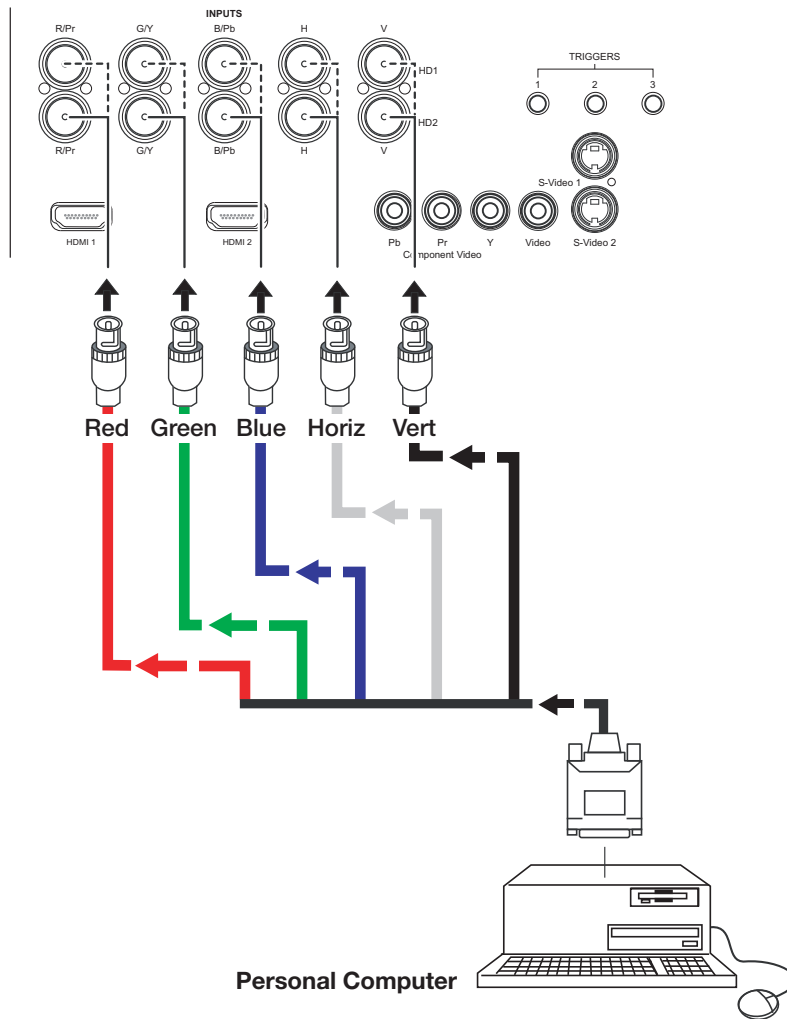 INPUTS
R/Pr G/Y B/Pb H V
TRIGGERS
HD1
1 2 3
HD2
R/Pr G/Y B/Pb H V
S-Video 1
HDMI 1 HDMI 2 Pb Pr Y Video S-Video 2
Component Video
Red Green Blue Horiz Vert
Personal Computer